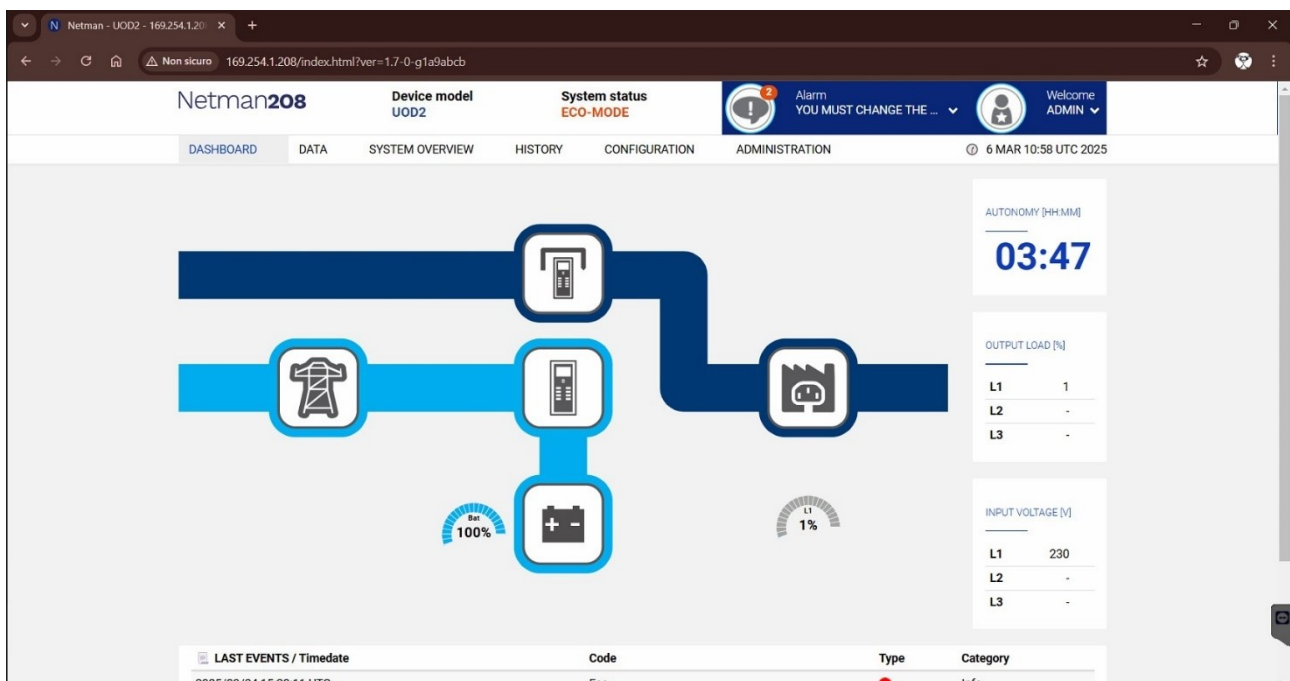 Netman - UOD2 - 169.254.1.20
Non sicuro 169.254.1.208/index.html?ver=1.7-0-g1a9abcb
Netman208
Device model
UOD2
System status
ECO-MODE
2
Alarm
YOU MUST CHANGE THE ...
Welcome
ADMIN
DASHBOARD DATA SYSTEM OVERVIEW HISTORY CONFIGURATION ADMINISTRATION 6 MAR 10:58 UTC 2025
AUTONOMY [HH:MM]
03:47
OUTPUT LOAD [%]
L1 1
L2 -
L3 -
Bat
100%
L1
1%
INPUT VOLTAGE [V]
L1 230
L2 -
L3 -
LAST EVENTS / Timedate Code Type Category